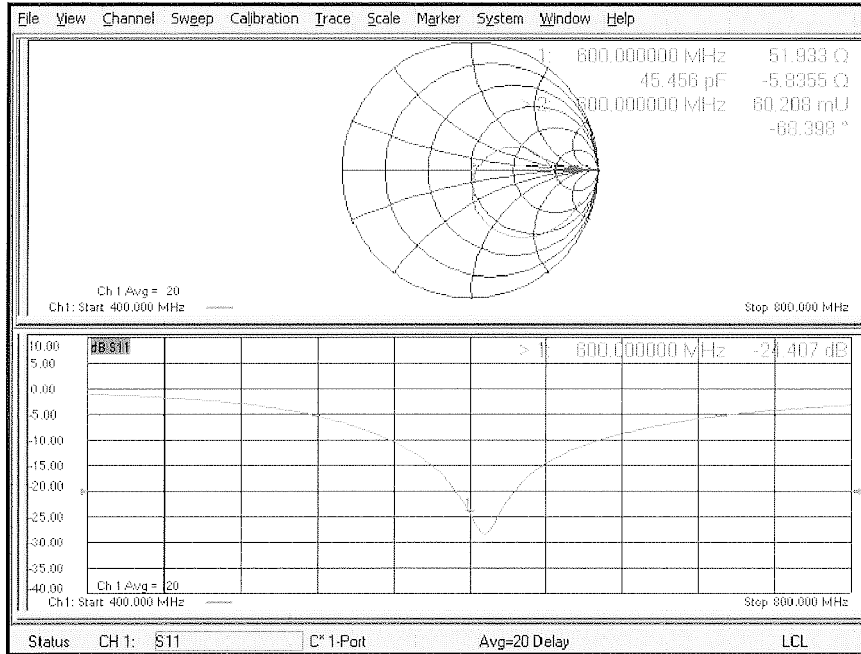 File View Channel Sweep Calibration Trace Scale Marker System Window Help
1: 600.000000 MHz 51.933 Ω
45.456 pF -5.8355 Ω
600.000000 MHz 60.208 mU
Ch 1 Avg = 20
Ch1: Start 400.000 MHz
Stop 800.000 MHz
10.00
dB S11
> 1: 600.000000 MHz -24.407 dB
5.00
0.00
-5.00
-10.00
-15.00
-20.00
-25.00
-30.00
-35.00
-40.00
Ch 1 Avg = 20
Ch1: Start 400.000 MHz
Stop 800.000 MHz
Status CH 1: S11 C* 1-Port Avg=20 Delay LCL